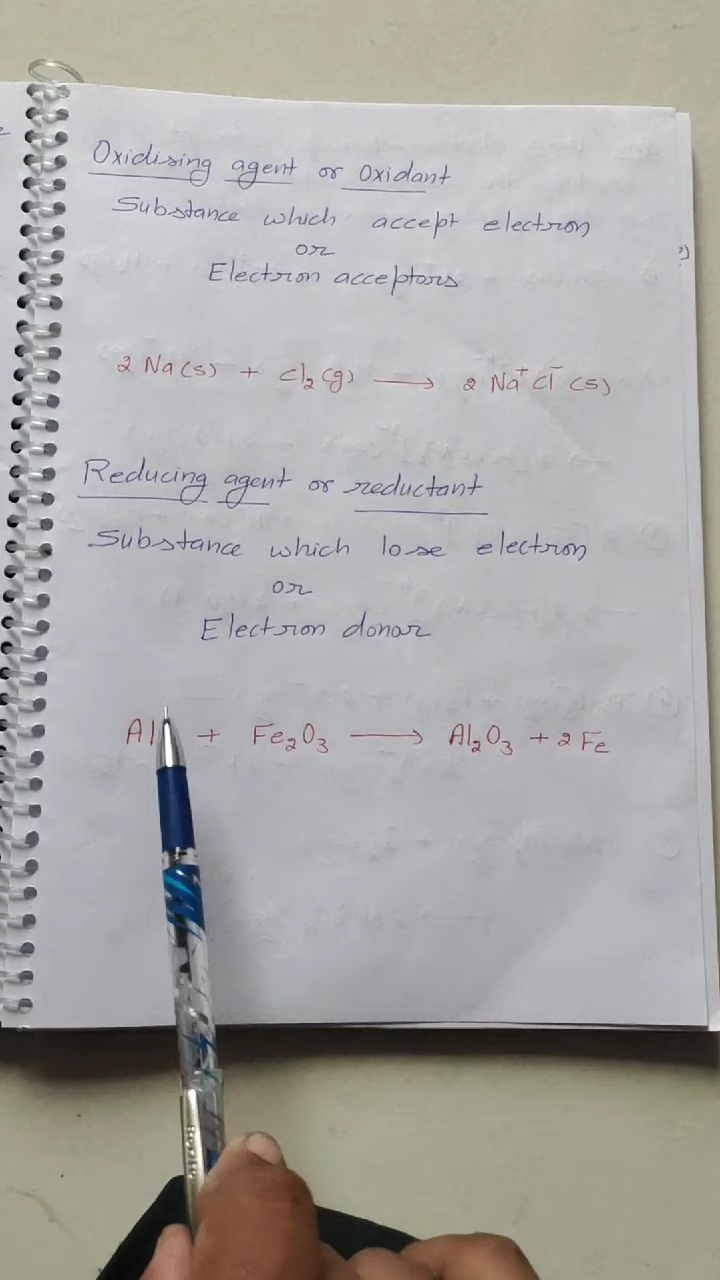 Oxidising agent or Oxidant
Substance which accept electron
or
Electron acceptors
2 Na(s) + Cl₂(g) ⟶ 2 Na⁺Cl⁻(s)
Reducing agent or reductant
Substance which lose electron
or
Electron donar
Al + Fe₂O₃ ⟶ Al₂O₃ + 2 Fe